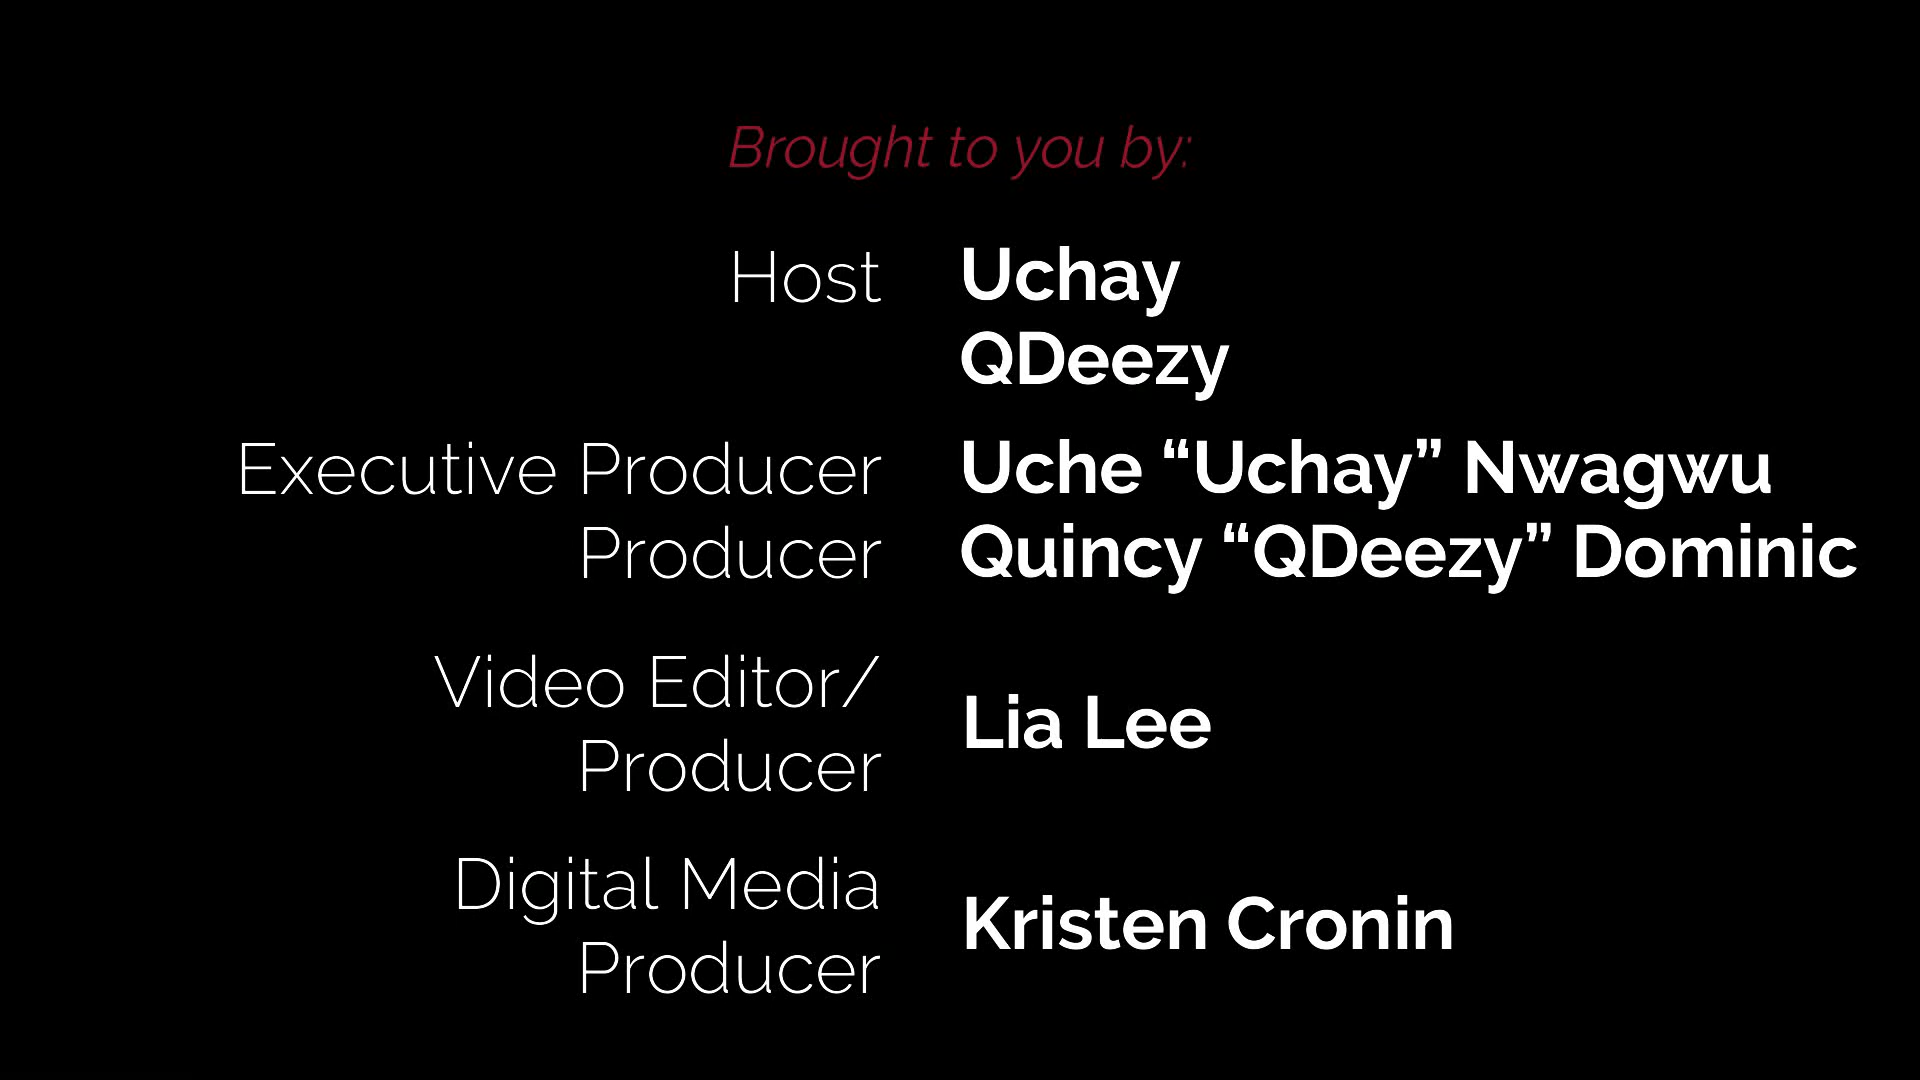 Brought to you by:
Host Uchay
QDeezy
Executive Producer Uche “Uchay” Nwagwu
Producer Quincy “QDeezy” Dominic
Video Editor/
Producer
Lia Lee
Digital Media
Producer
Kristen Cronin